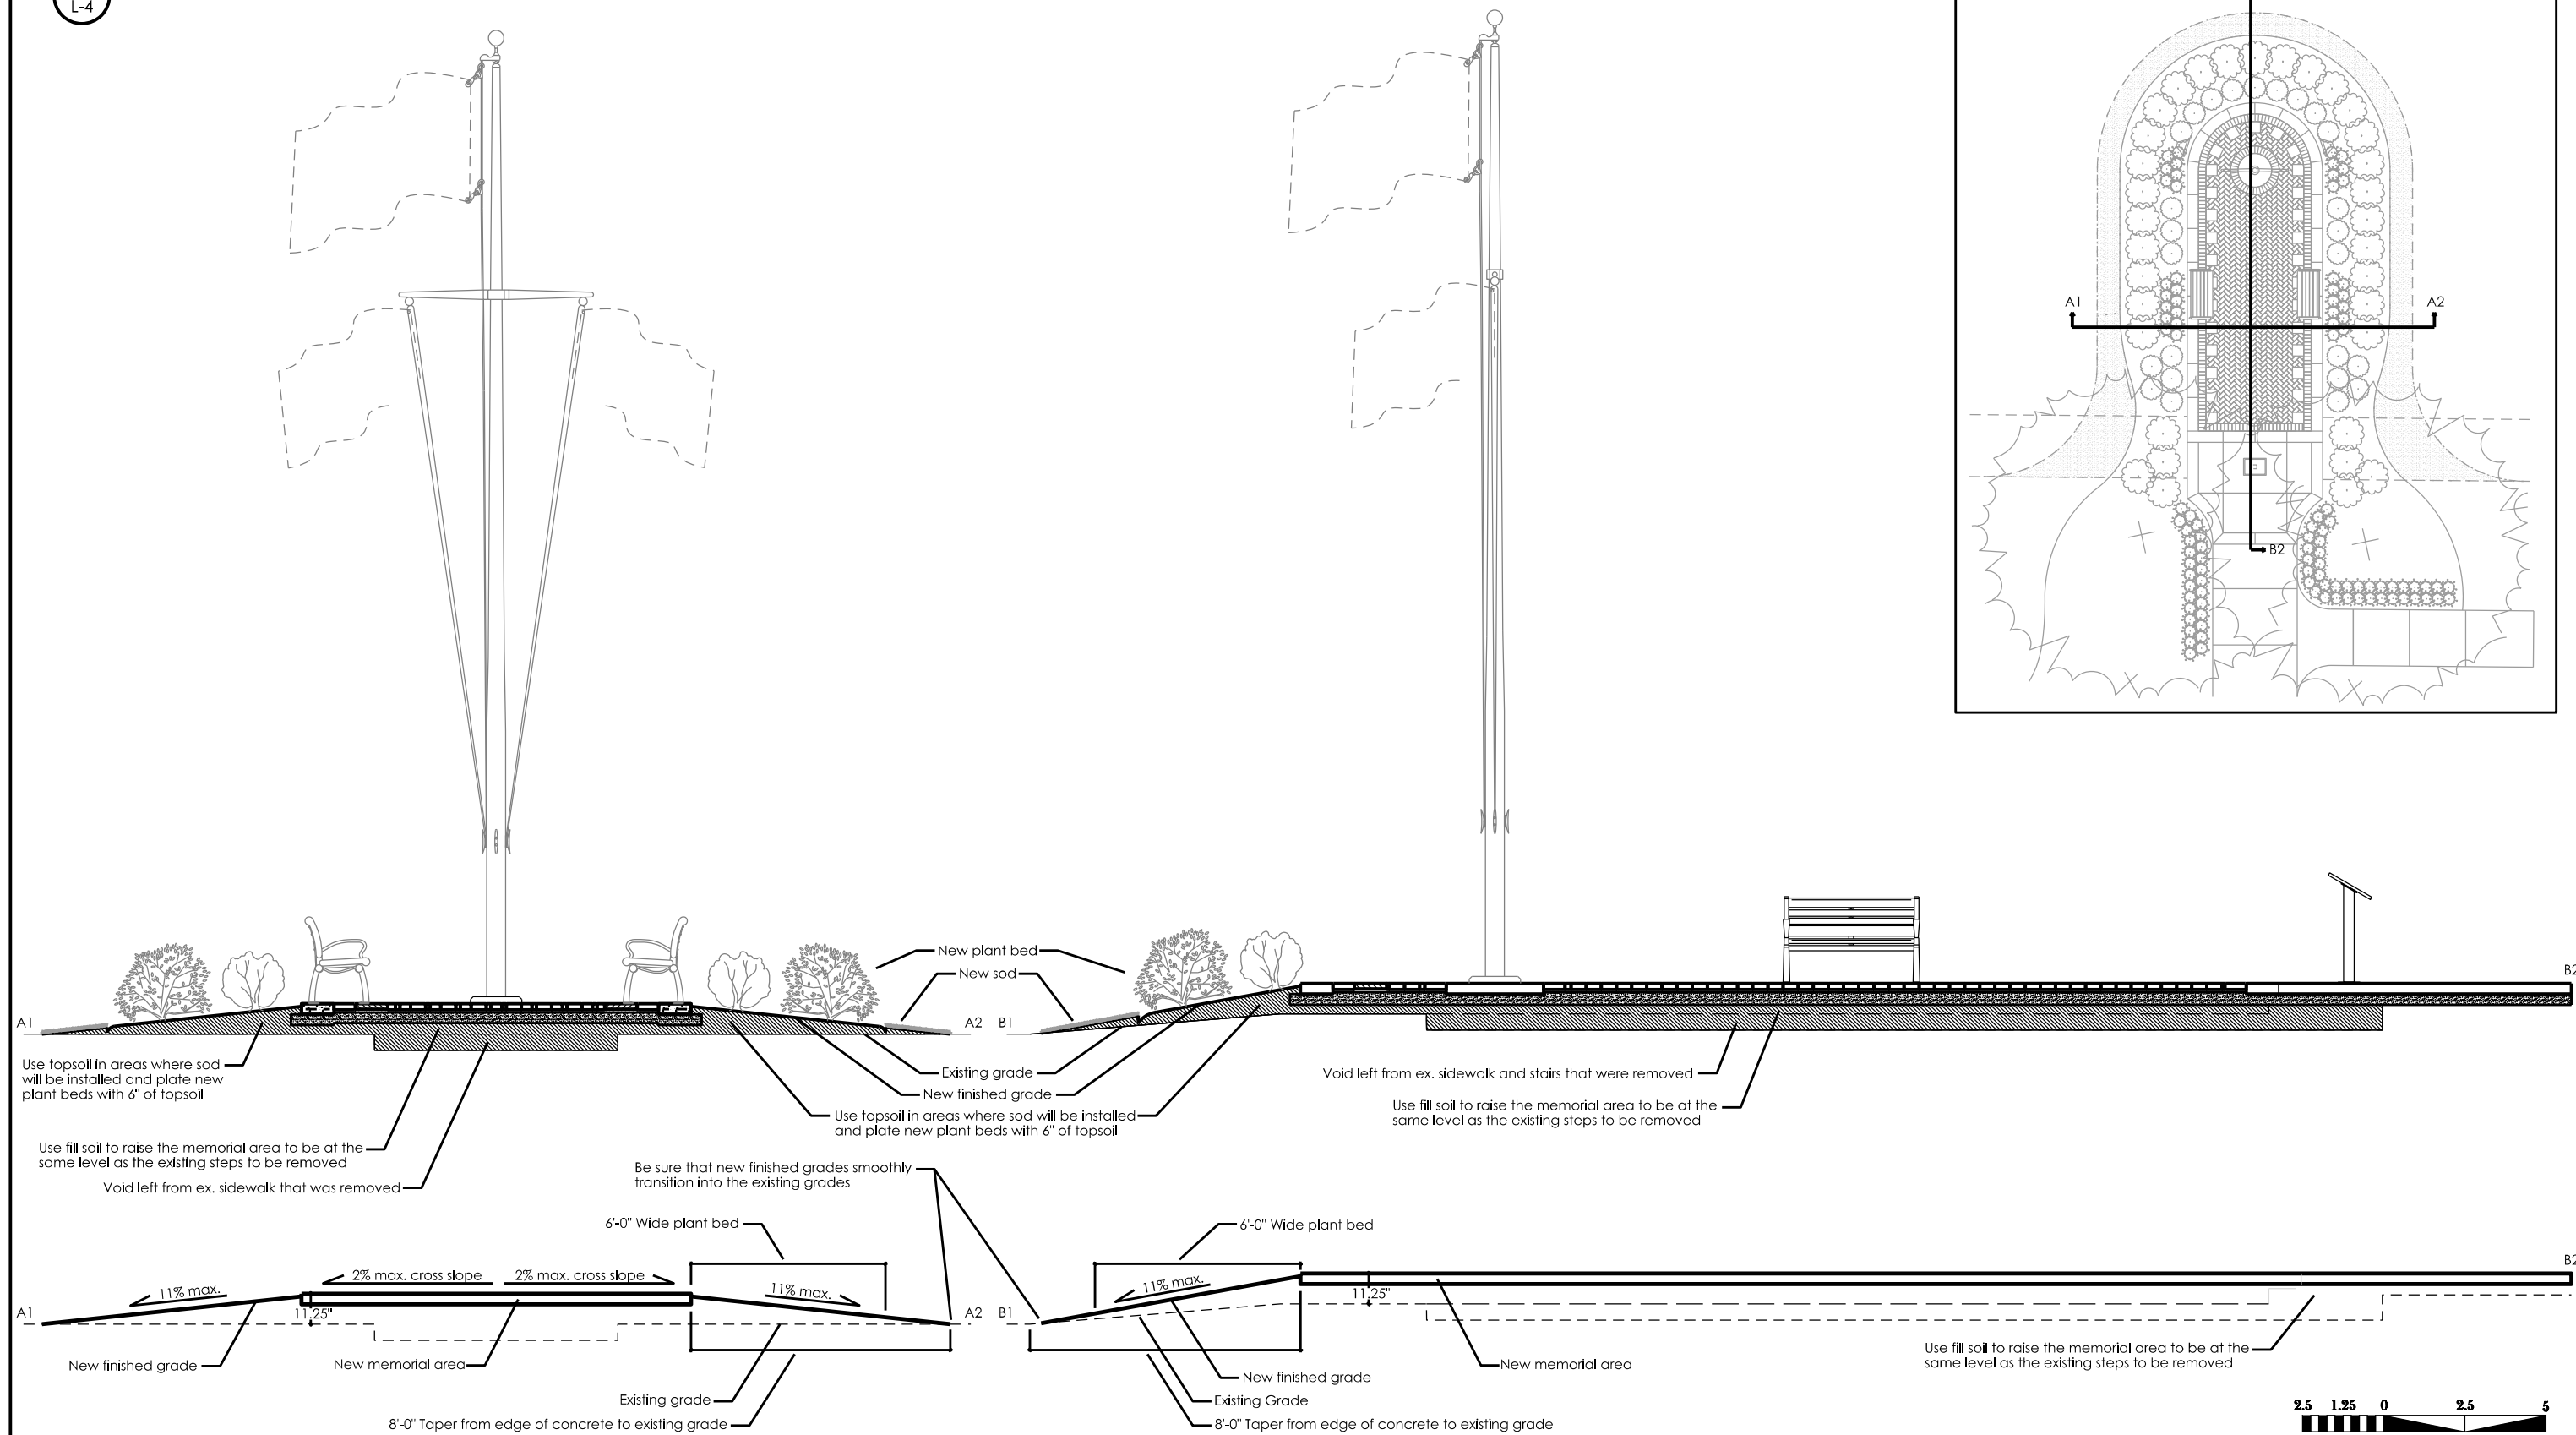 L-4
A1
A2
B2
New plant bed
New sod
B2
A1
A2
B1
Use topsoil in areas where sod
will be installed and plate new
plant beds with 6" of topsoil
Existing grade
New finished grade
Use topsoil in areas where sod will be installed
and plate new plant beds with 6" of topsoil
Void left from ex. sidewalk and stairs that were removed
Use fill soil to raise the memorial area to be at the
same level as the existing steps to be removed
Use fill soil to raise the memorial area to be at the
same level as the existing steps to be removed
Void left from ex. sidewalk that was removed
Be sure that new finished grades smoothly
transition into the existing grades
6'-0" Wide plant bed
6'-0" Wide plant bed
B2
11% max.
2% max. cross slope
2% max. cross slope
11% max.
11% max.
A1
11.25"
A2
B1
11.25"
New finished grade
New memorial area
New memorial area
Use fill soil to raise the memorial area to be at the
same level as the existing steps to be removed
New finished grade
Existing grade
Existing Grade
8'-0" Taper from edge of concrete to existing grade
8'-0" Taper from edge of concrete to existing grade
2.5 1.25 0 2.5 5